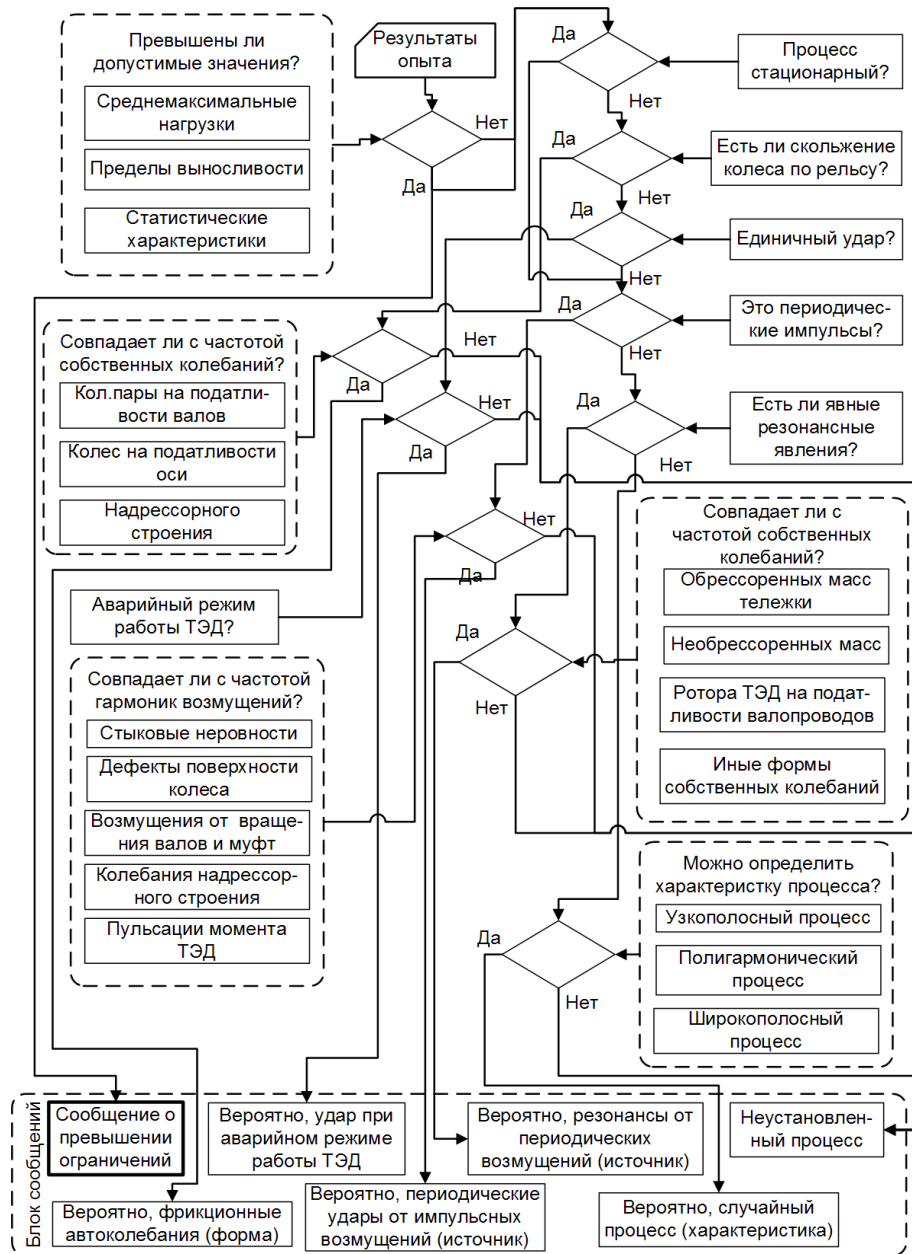 Превышены ли
допустимые значения?
Среднемаксимальные
нагрузки
Пределы выносливости
Статистические
характеристики
Результаты
опыта
Нет
Да
Да
Процесс
стационарный?
Нет
Да
Есть ли скольжение
колеса по рельсу?
Нет
Да
Единичный удар?
Нет
Да
Это периодичес-
кие импульсы?
Нет
Да
Есть ли явные
резонансные
явления?
Нет
Совпадает ли с частотой
собственных колебаний?
Кол.пары на податли-
вости валов
Колес на податливости
оси
Надрессорного
строения
Нет
Да
Нет
Да
Нет
Да
Аварийный режим
работы ТЭД?
Совпадает ли с
частотой собственных
колебаний?
Обрессоренных масс
тележки
Необрессоренных масс
Ротора ТЭД на подат-
ливости валопроводов
Иные формы
собственных колебаний
Да
Нет
Совпадает ли с частотой
гармоник возмущений?
Стыковые неровности
Дефекты поверхности
колеса
Возмущения от враще-
ния валов и муфт
Колебания надрессор-
ного строения
Пульсации момента
ТЭД
Можно определить
характеристку процесса?
Узкополосный процесс
Полигармонический
процесс
Широкополосный
процесс
Да
Нет
Блок сообщений
Сообщение о
превышении
ограничений
Вероятно, удар при
аварийном режиме
работы ТЭД
Вероятно, резонансы от
периодических
возмущений (источник)
Неустановлен-
ный процесс
Вероятно, фрикционные
автоколебания (форма)
Вероятно, периодические
удары от импульсных
возмущений (источник)
Вероятно, случайный
процесс (характеристика)